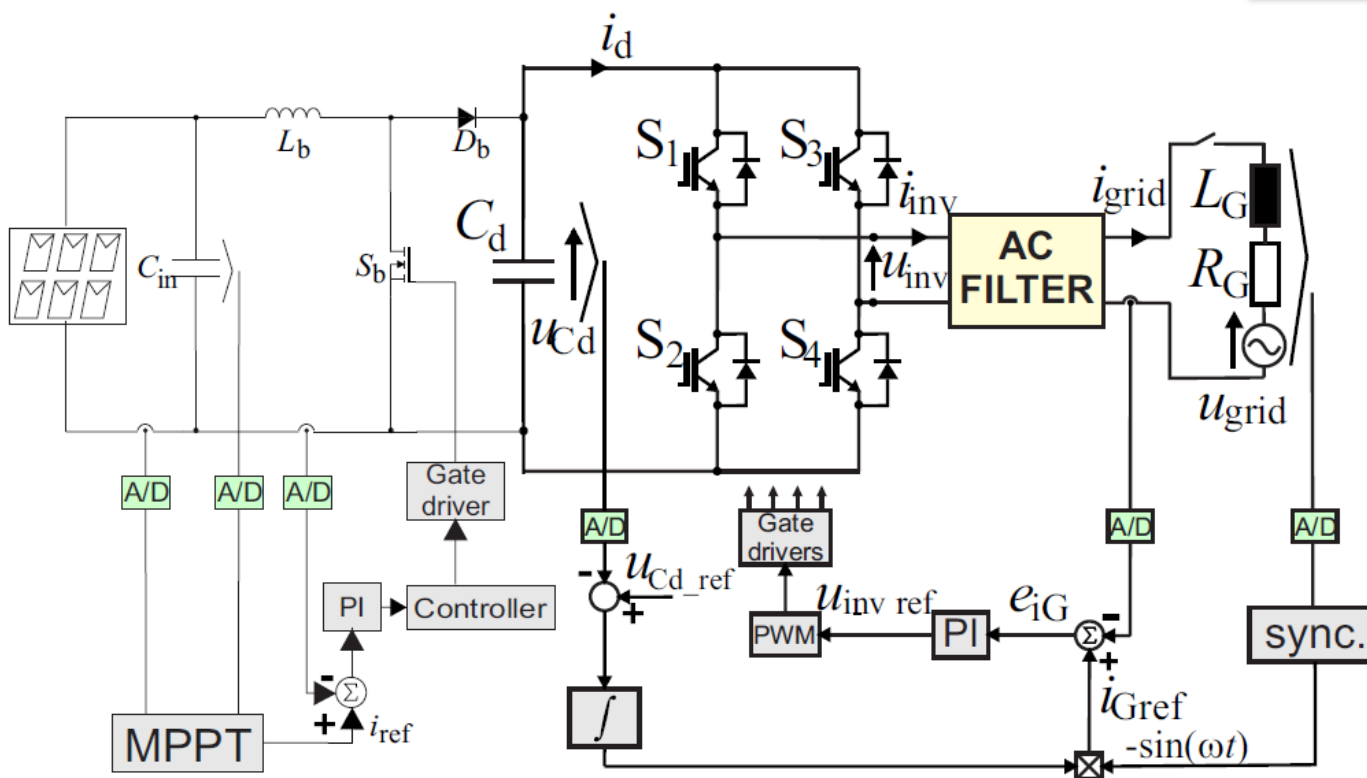 i_d
L_b
D_b
S_1
S_3
C_in
S_b
C_d
i_inv
AC
FILTER
i_grid
L_G
u_inv
R_G
u_Cd
S_2
S_4
u_grid
A/D
A/D
A/D
Gate
driver
A/D
Gate
drivers
A/D
A/D
-
u_Cd_ref
+
PI
Controller
PWM
u_inv ref
PI
e_iG
-
Σ
+
sync.
-
Σ
+
i_ref
MPPT
∫
i_Gref
-sin(ωt)